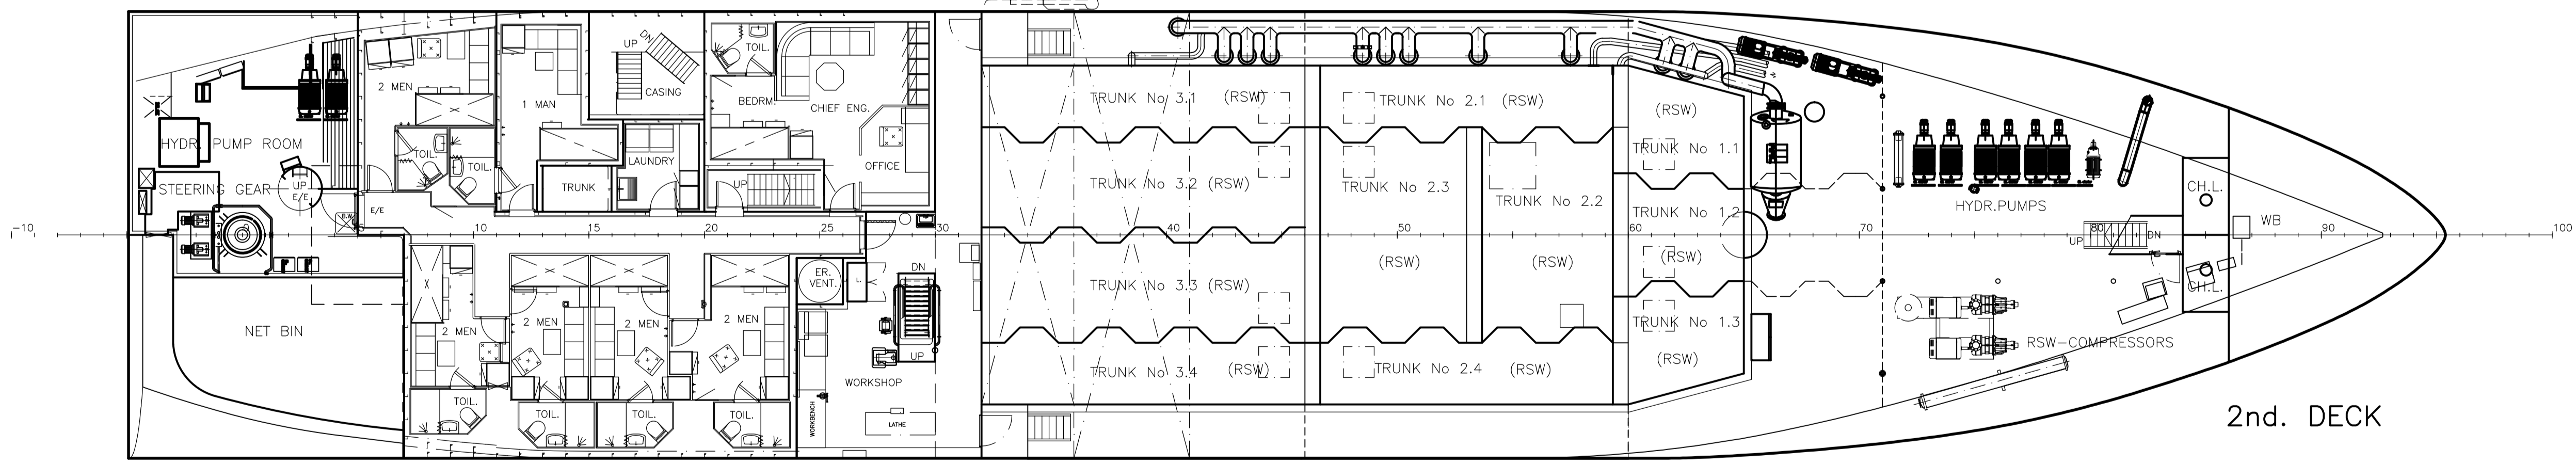 UP
DN
CASING
TOIL.
2 MEN
1 MAN
BEDRM.
CHIEF ENG.
OFFICE
HYDR. PUMP ROOM
TOIL.
TOIL.
TRUNK
LAUNDRY
UP
STEERING GEAR
UP
E/E
E/E
B.W.
TRUNK No 3.1 (RSW)
TRUNK No 2.1 (RSW)
(RSW)
TRUNK No 1.1
TRUNK No 3.2 (RSW)
TRUNK No 2.3
TRUNK No 2.2
TRUNK No 1.2
HYDR.PUMPS
CH.L.
WB
-10
0
5
10
15
20
25
30
40
50
60
70
80
90
100
UP
DN
(RSW)
(RSW)
(RSW)
CH.L.
TRUNK No 3.3 (RSW)
TRUNK No 1.3
(RSW)
TRUNK No 3.4 (RSW)
TRUNK No 2.4 (RSW)
RSW-COMPRESSORS
NET BIN
2 MEN
2 MEN
2 MEN
2 MEN
ER.
VENT.
L
DN
UP
WORKSHOP
WORKBENCH
LATHE
TOIL.
TOIL.
TOIL.
TOIL.
2nd. DECK